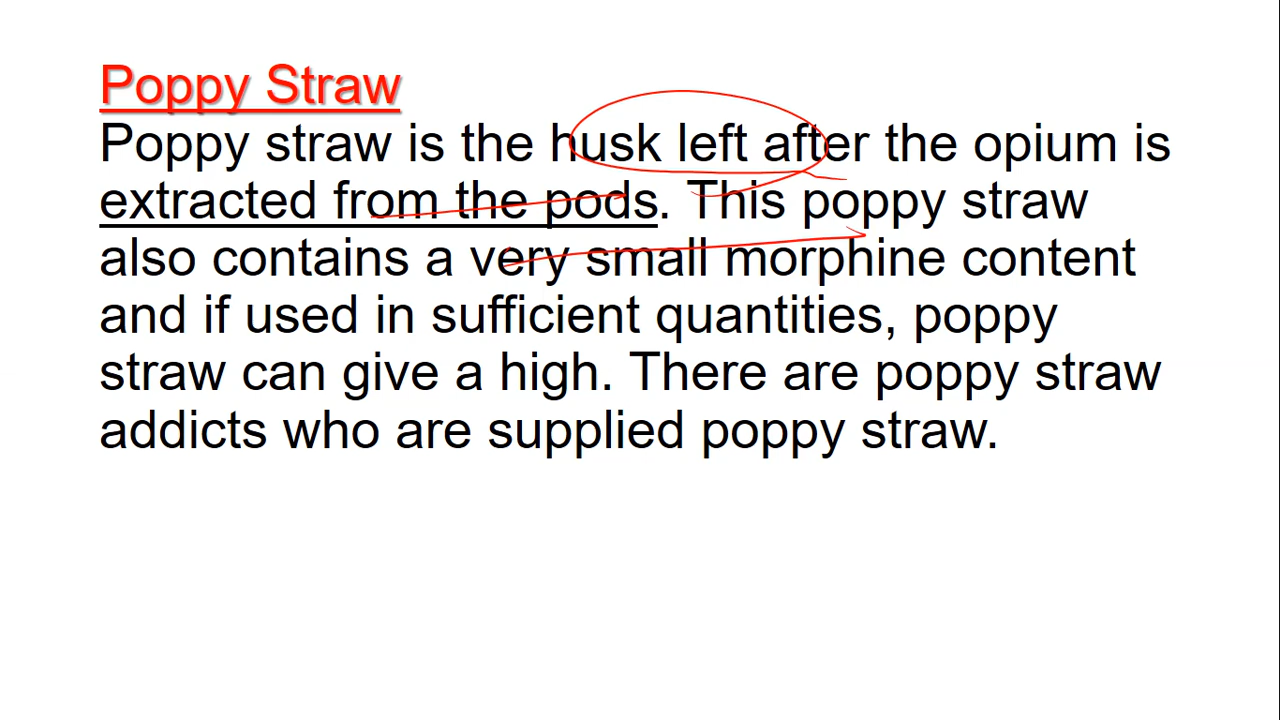 Poppy Straw
Poppy straw is the husk left after the opium is
extracted from the pods. This poppy straw
also contains a very small morphine content
and if used in sufficient quantities, poppy
straw can give a high. There are poppy straw
addicts who are supplied poppy straw.